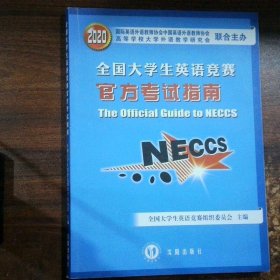 2020
国际英语外语教师协会中国英语外语教师协会
高等学校大学外语教学研究会
联合主办
全国大学生英语竞赛
官方考试指南
The Official Guide to NECCS
NECCS
全国大学生英语竞赛组织委员会 主编
出版社